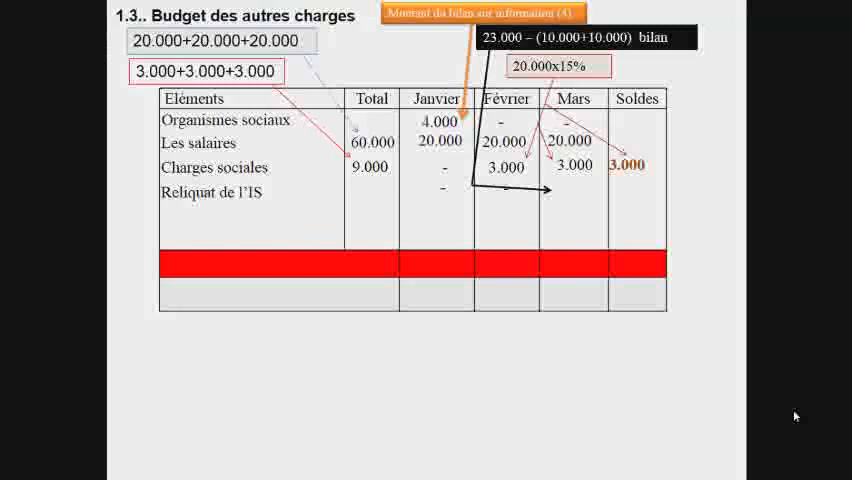 1.3.. Budget des autres charges
Montant du bilan sur information (4)
20.000+20.000+20.000
23.000 – (10.000+10.000) bilan
3.000+3.000+3.000
20.000x15%
Eléments Total Janvier Février Mars Soldes
Organismes sociaux 4.000 - -
Les salaires 60.000 20.000 20.000 20.000
Charges sociales 9.000 - 3.000 3.000 3.000
Reliquat de l’IS - -